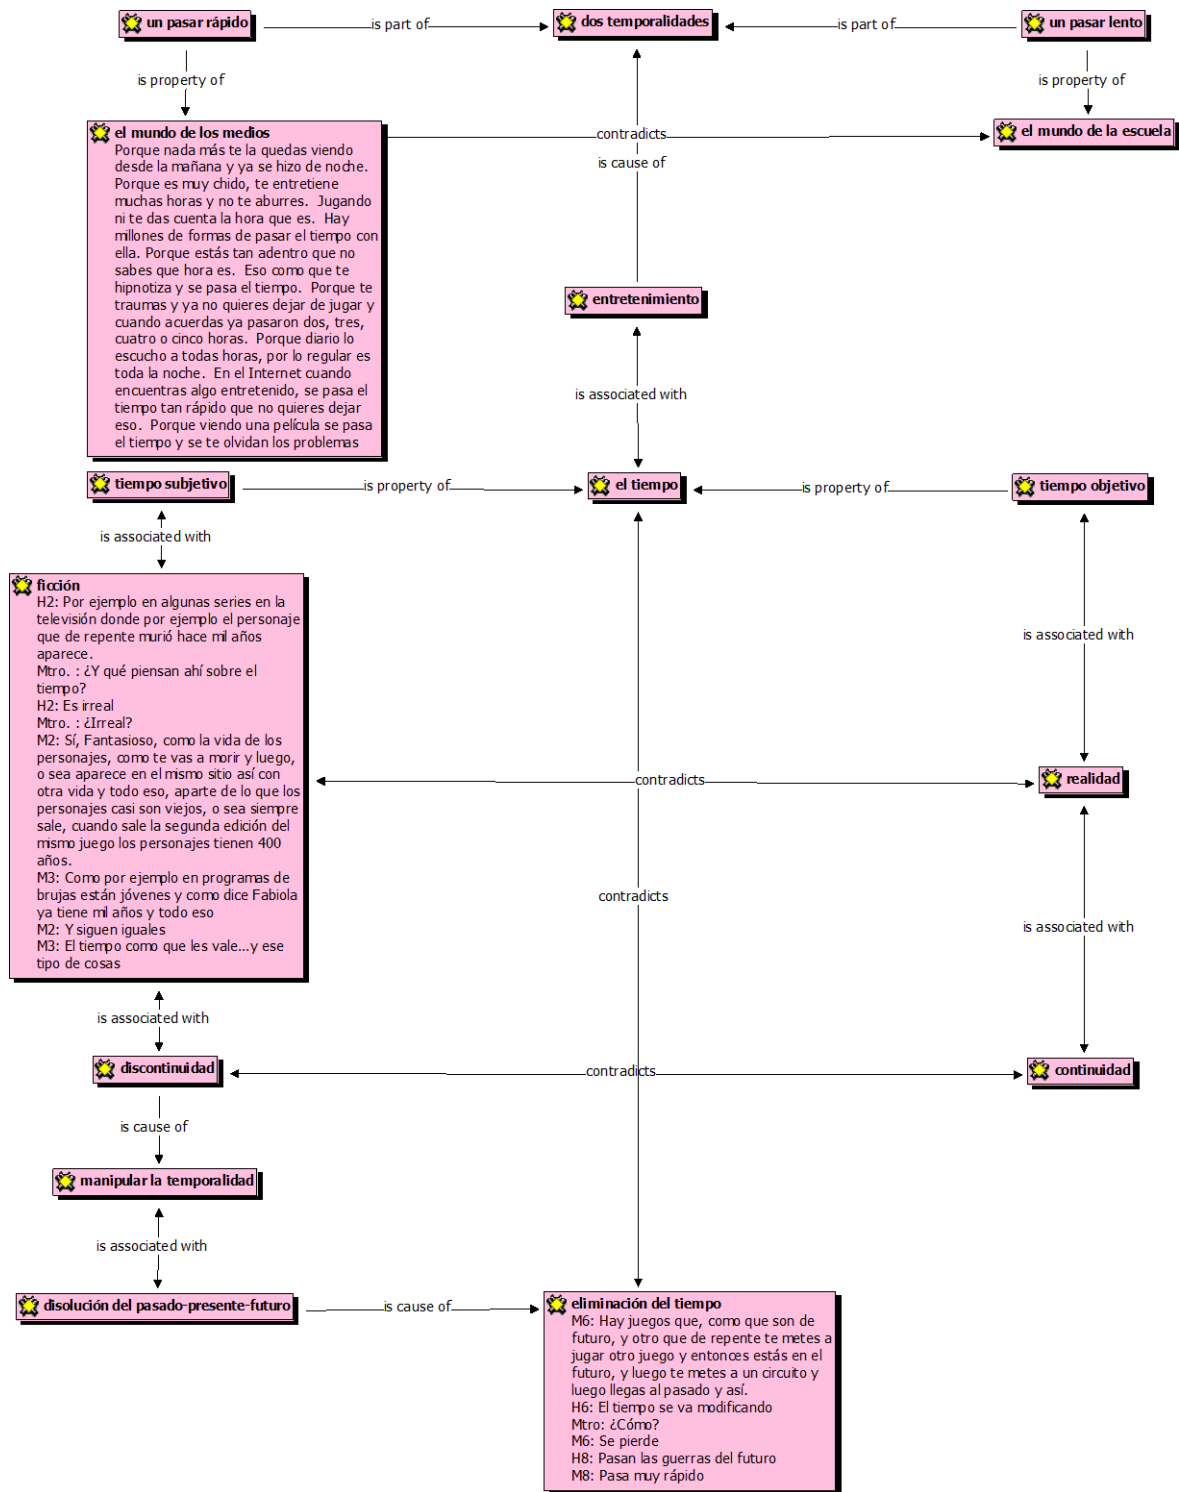 un pasar rápido
is part of
dos temporalidades
is part of
un pasar lento
is property of
is property of
el mundo de los medios
Porque nada más te la quedas viendo
desde la mañana y ya se hizo de noche.
Porque es muy chido, te entretiene
muchas horas y no te aburres. Jugando
ni te das cuenta la hora que es. Hay
millones de formas de pasar el tiempo con
ella. Porque estás tan adentro que no
sabes que hora es. Eso como que te
hipnotiza y se pasa el tiempo. Porque te
traumas y ya no quieres dejar de jugar y
cuando acuerdas ya pasaron dos, tres,
cuatro o cinco horas. Porque diario lo
escucho a todas horas, por lo regular es
toda la noche. En el Internet cuando
encuentras algo entretenido, se pasa el
tiempo tan rápido que no quieres dejar
eso. Porque viendo una película se pasa
el tiempo y se te olvidan los problemas
contradicts
el mundo de la escuela
is cause of
entretenimiento
is associated with
tiempo subjetivo
is property of
el tiempo
is property of
tiempo objetivo
is associated with
ficción
H2: Por ejemplo en algunas series en la
televisión donde por ejemplo el personaje
que de repente murió hace mil años
aparece.
Mtro. : ¿Y qué piensan ahí sobre el
tiempo?
H2: Es irreal
Mtro. : ¿Irreal?
M2: Sí, Fantasioso, como la vida de los
personajes, como te vas a morir y luego,
o sea aparece en el mismo sitio así con
otra vida y todo eso, aparte de lo que los
personajes casi son viejos, o sea siempre
sale, cuando sale la segunda edición del
mismo juego los personajes tienen 400
años.
M3: Como por ejemplo en programas de
brujas están jóvenes y como dice Fabiola
ya tiene mil años y todo eso
M2: Y siguen iguales
M3: El tiempo como que les vale...y ese
tipo de cosas
is associated with
contradicts
realidad
contradicts
is associated with
is associated with
discontinuidad
contradicts
continuidad
is cause of
manipular la temporalidad
is associated with
disolución del pasado-presente-futuro
is cause of
eliminación del tiempo
M6: Hay juegos que, como que son de
futuro, y otro que de repente te metes a
jugar otro juego y entonces estás en el
futuro, y luego te metes a un circuito y
luego llegas al pasado y así.
H6: El tiempo se va modificando
Mtro: ¿Cómo?
M6: Se pierde
H8: Pasan las guerras del futuro
M8: Pasa muy rápido